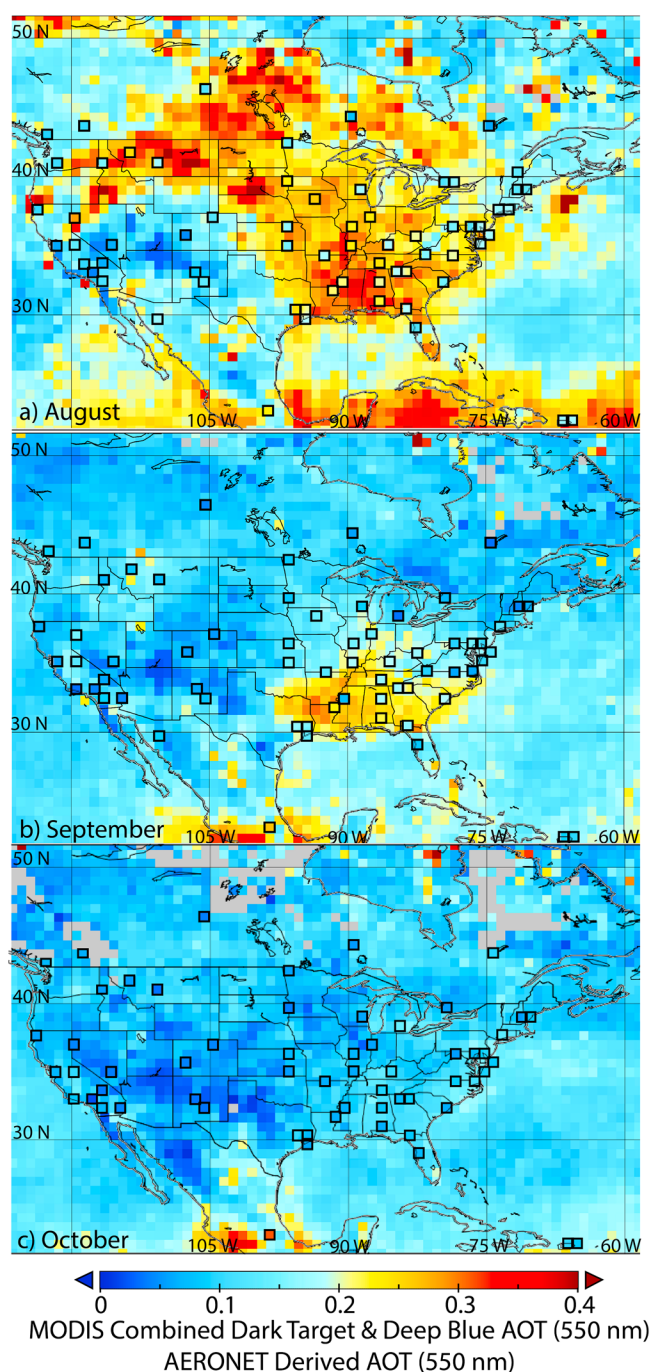 50 N
40 N
30 N
a) August
105 W
90 W
75 W
60 W
50 N
40 N
30 N
b) September
105 W
90 W
75 W
60 W
50 N
40 N
30 N
c) October
105 W
90 W
75 W
60 W
0 0.1 0.2 0.3 0.4
MODIS Combined Dark Target & Deep Blue AOT (550 nm)
AERONET Derived AOT (550 nm)